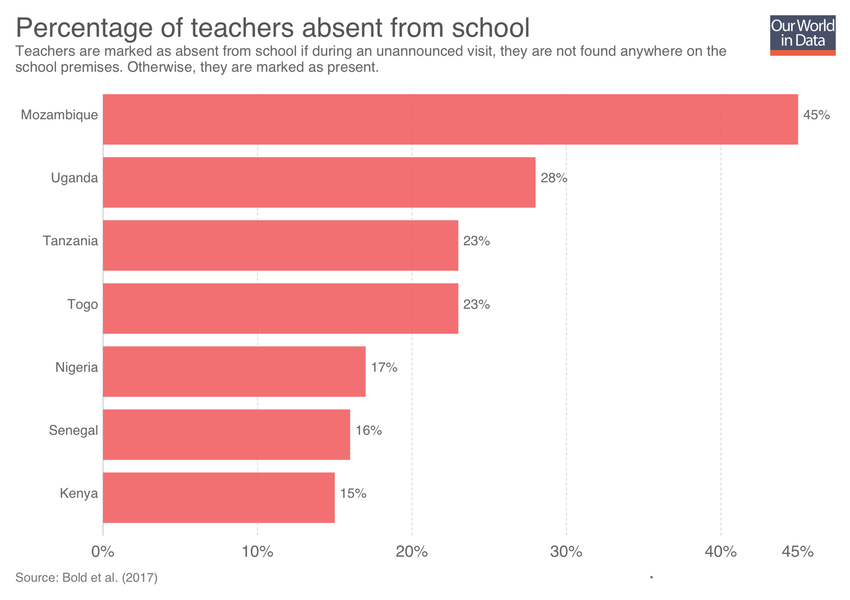 Percentage of teachers absent from school
Our World
in Data
Teachers are marked as absent from school if during an unannounced visit, they are not found anywhere on the
school premises. Otherwise, they are marked as present.
Mozambique 45%
Uganda 28%
Tanzania 23%
Togo 23%
Nigeria 17%
Senegal 16%
Kenya 15%
0% 10% 20% 30% 40% 45%
Source: Bold et al. (2017)